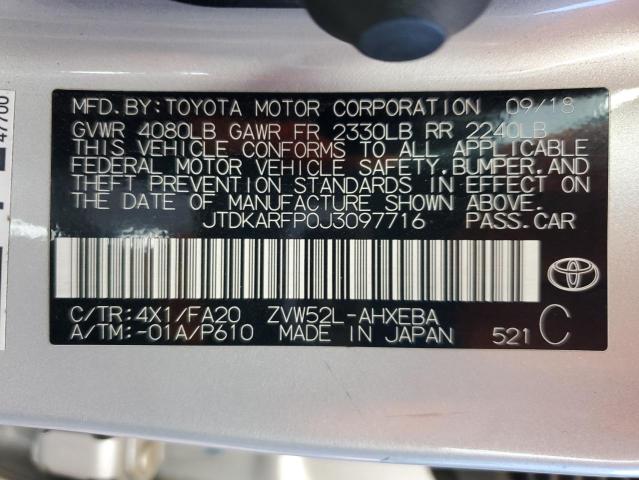 MFD. BY: TOYOTA MOTOR CORPORATION 09/18
GVWR 4080LB GAWR FR 2330LB RR 2240LB
THIS VEHICLE CONFORMS TO ALL APPLICABLE
FEDERAL MOTOR VEHICLE SAFETY, BUMPER, AND
THEFT PREVENTION STANDARDS IN EFFECT ON
THE DATE OF MANUFACTURE SHOWN ABOVE.
JTDKARFP0J3097716 PASS.CAR
C/TR:4X1/FA20 ZVW52L-AHXEBA
A/TM:-01A/P610 MADE IN JAPAN 521 C